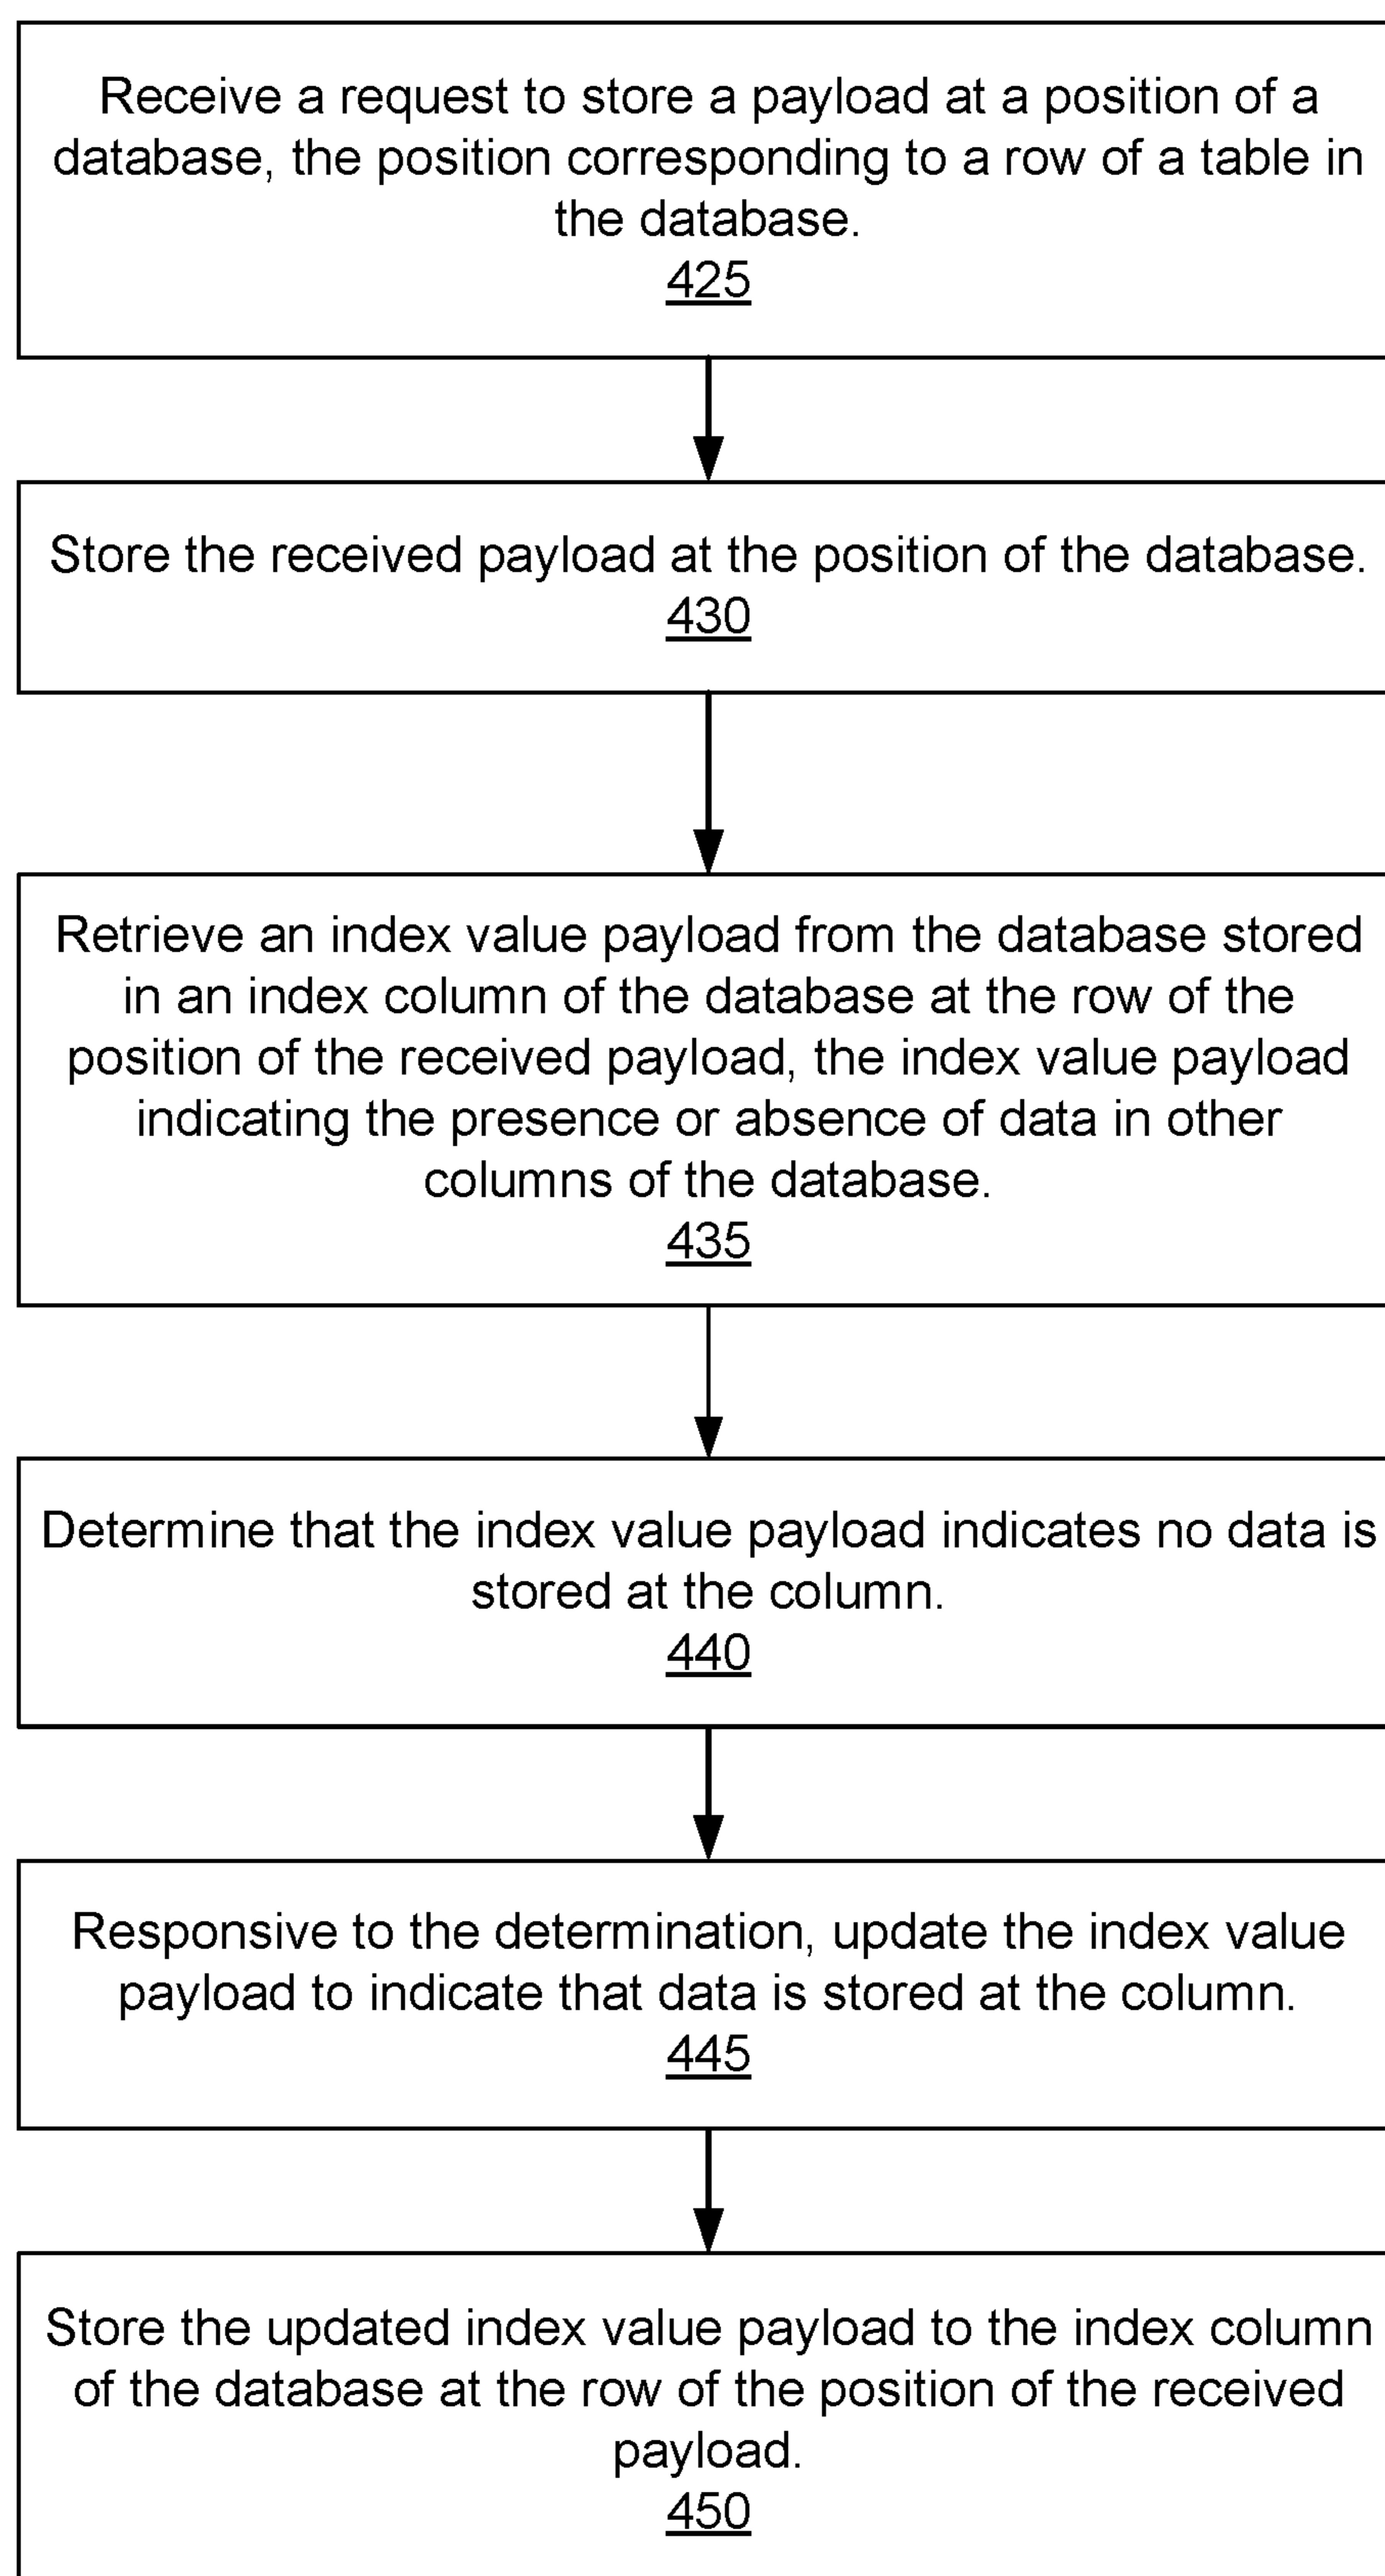 Receive a request to store a payload at a position of a
database, the position corresponding to a row of a table in
the database.
425
Store the received payload at the position of the database.
430
Retrieve an index value payload from the database stored
in an index column of the database at the row of the
position of the received payload, the index value payload
indicating the presence or absence of data in other
columns of the database.
435
Determine that the index value payload indicates no data is
stored at the column.
440
Responsive to the determination, update the index value
payload to indicate that data is stored at the column.
445
Store the updated index value payload to the index column
of the database at the row of the position of the received
payload.
450